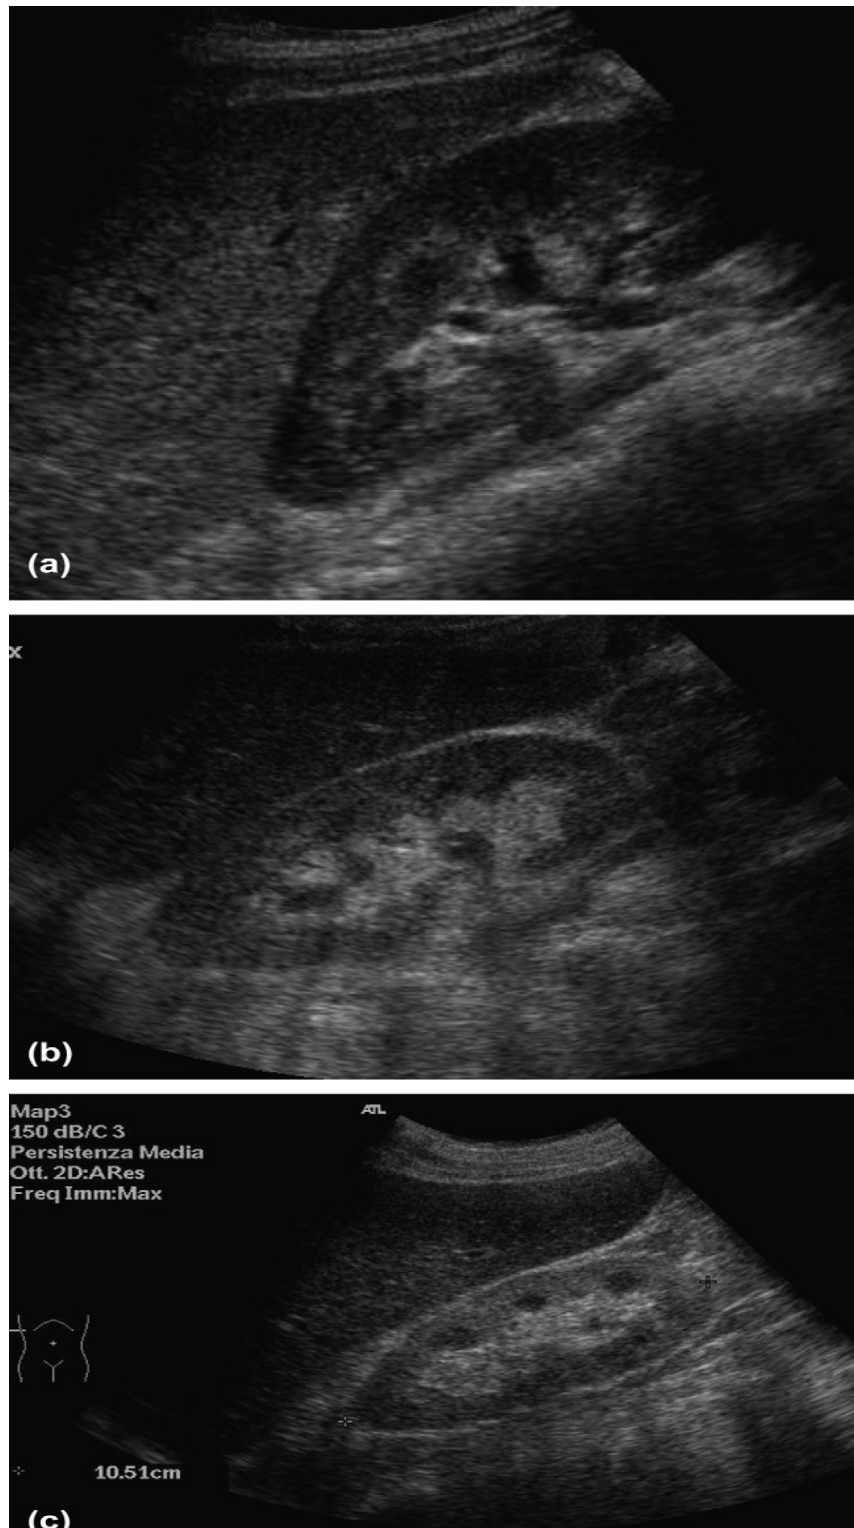 (a)
x
(b)
Map3
ATL
150 dB/C 3
Persistenza Media
Ott. 2D:ARes
Freq Imm:Max
10.51cm
(c)